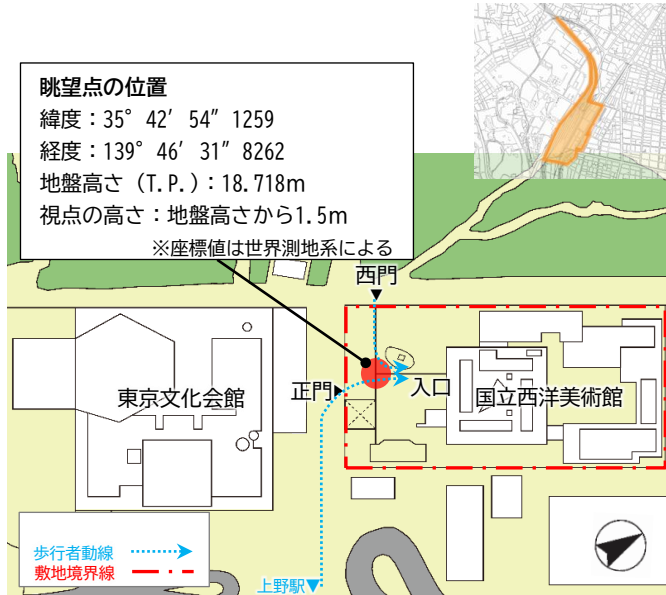 眺望点の位置
緯度：35° 42′ 54″ 1259
経度：139° 46′ 31″ 8262
地盤高さ（T.P.）：18.718m
視点の高さ：地盤高さから1.5m
※座標値は世界測地系による
西門
東京文化会館
正門
入口
国立西洋美術館
歩行者動線
敷地境界線
上野駅